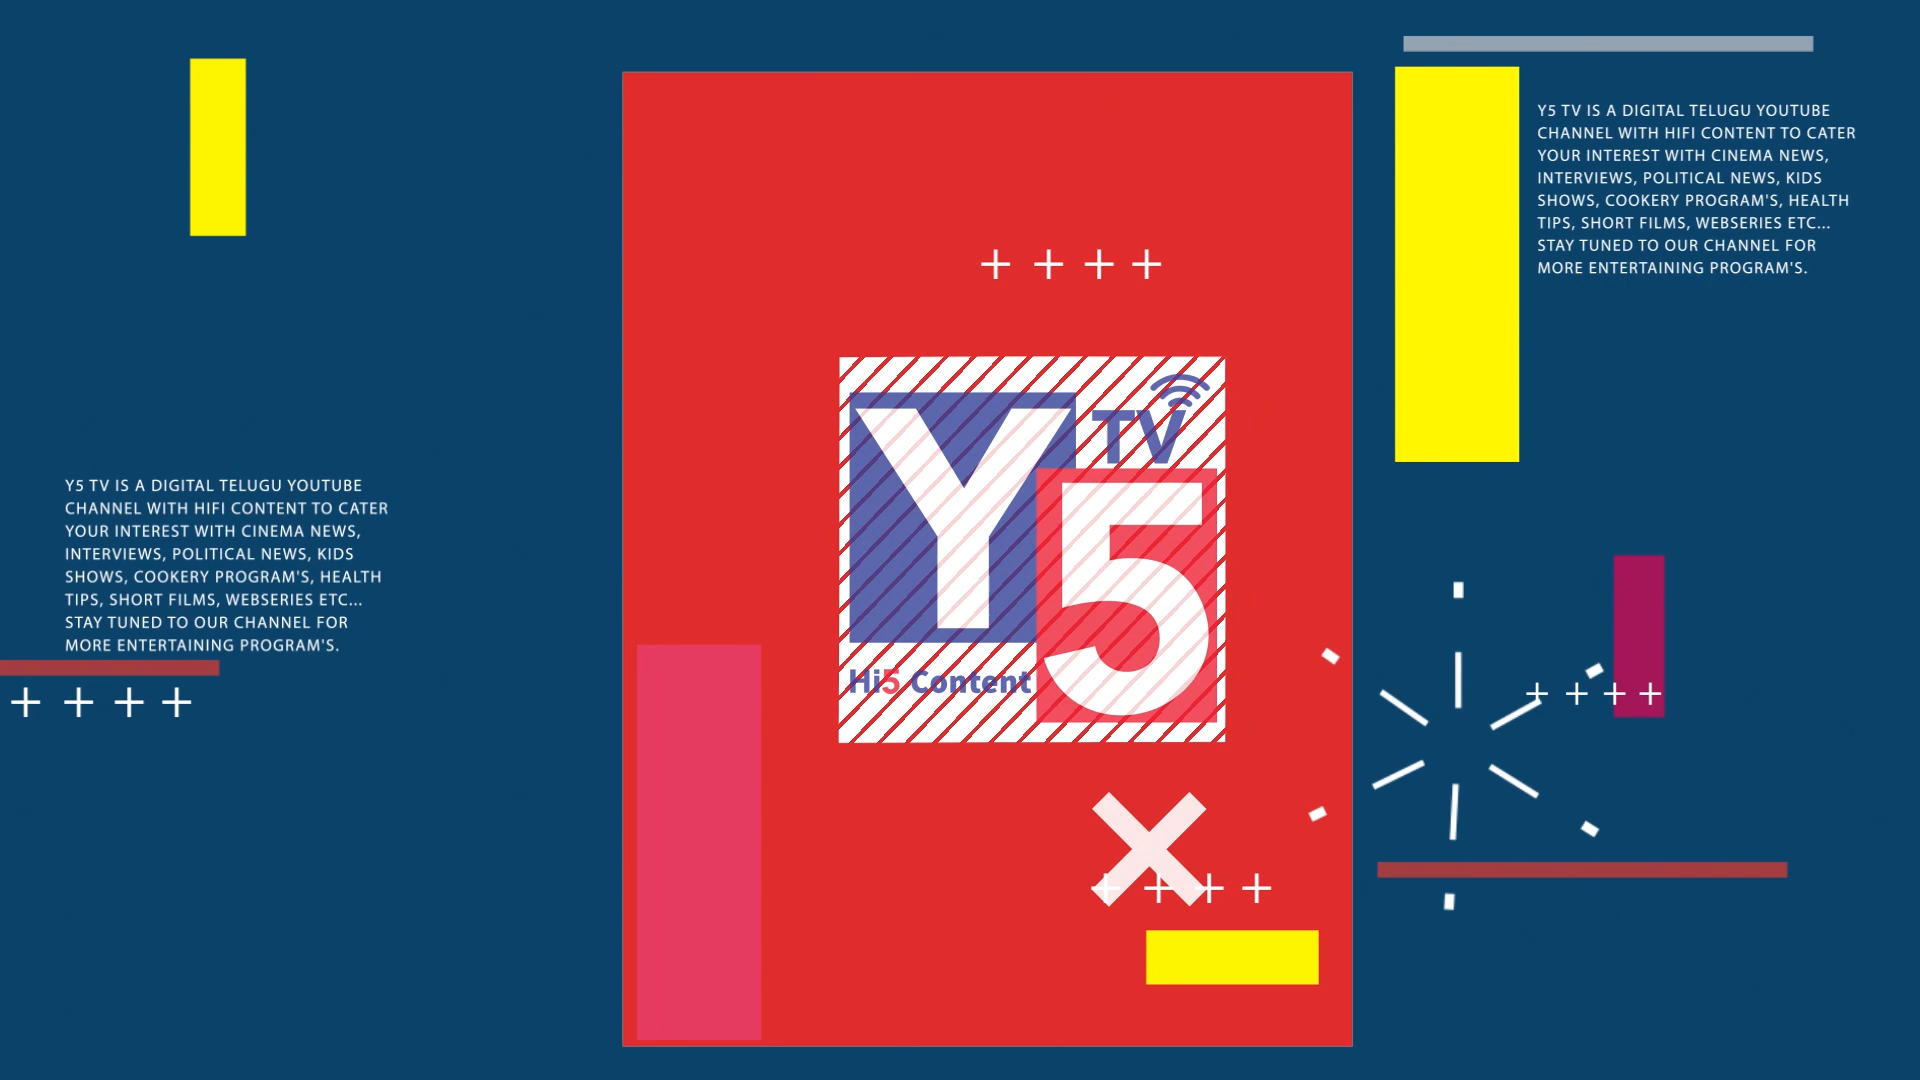 Y5 TV IS A DIGITAL TELUGU YOUTUBE
CHANNEL WITH HIFI CONTENT TO CATER
YOUR INTEREST WITH CINEMA NEWS,
INTERVIEWS, POLITICAL NEWS, KIDS
SHOWS, COOKERY PROGRAM'S, HEALTH
TIPS, SHORT FILMS, WEBSERIES ETC...
STAY TUNED TO OUR CHANNEL FOR
MORE ENTERTAINING PROGRAM'S.
Y TV
5
Hi5 Content
Y5 TV IS A DIGITAL TELUGU YOUTUBE
CHANNEL WITH HIFI CONTENT TO CATER
YOUR INTEREST WITH CINEMA NEWS,
INTERVIEWS, POLITICAL NEWS, KIDS
SHOWS, COOKERY PROGRAM'S, HEALTH
TIPS, SHORT FILMS, WEBSERIES ETC...
STAY TUNED TO OUR CHANNEL FOR
MORE ENTERTAINING PROGRAM'S.